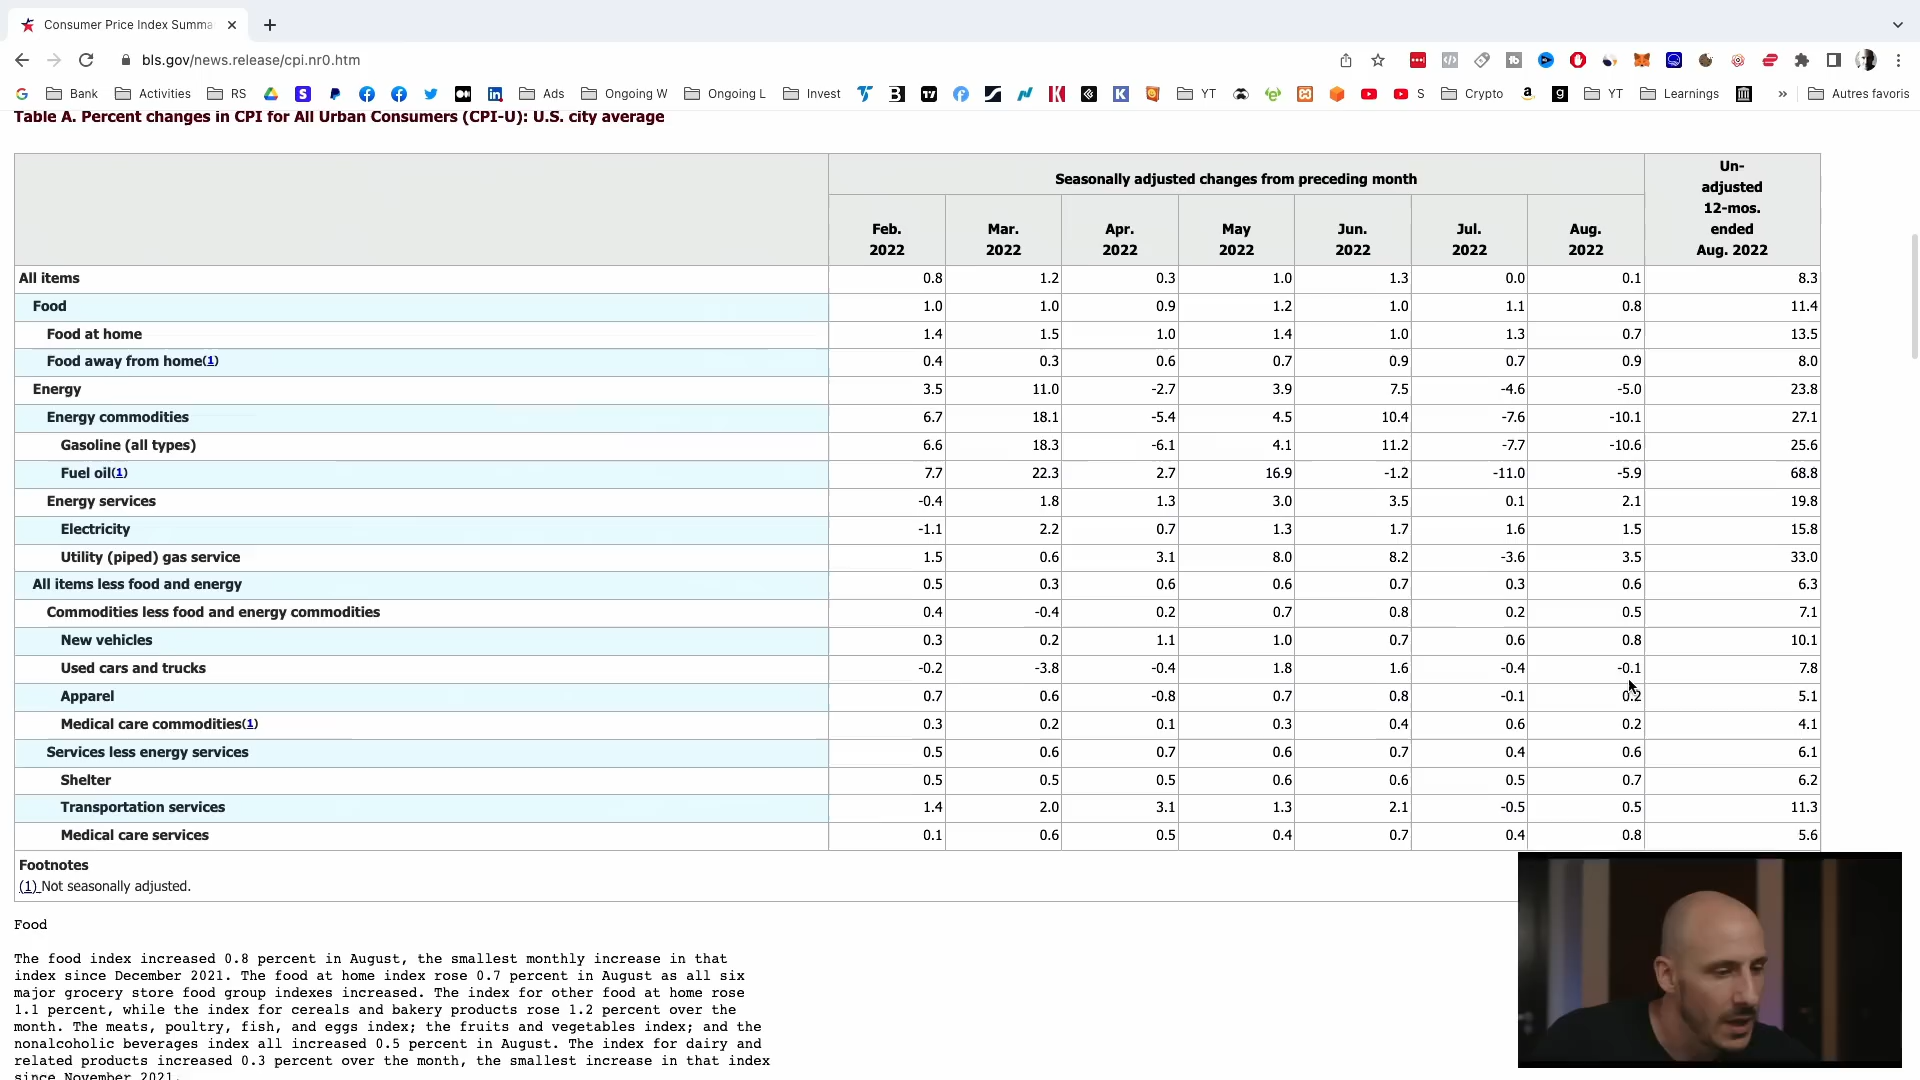 Consumer Price Index Summa
bls.gov/news.release/cpi.nr0.htm
Bank Activities RS Ads Ongoing W Ongoing L Invest YT S Crypto YT Learnings » Autres favoris
Table A. Percent changes in CPI for All Urban Consumers (CPI-U): U.S. city average
Seasonally adjusted changes from preceding month
Un-
adjusted
12-mos.
ended
Aug. 2022
Feb. 2022
Mar. 2022
Apr. 2022
May 2022
Jun. 2022
Jul. 2022
Aug. 2022
All items 0.8 1.2 0.3 1.0 1.3 0.0 0.1 8.3
Food 1.0 1.0 0.9 1.2 1.0 1.1 0.8 11.4
Food at home 1.4 1.5 1.0 1.4 1.0 1.3 0.7 13.5
Food away from home(1) 0.4 0.3 0.6 0.7 0.9 0.7 0.9 8.0
Energy 3.5 11.0 -2.7 3.9 7.5 -4.6 -5.0 23.8
Energy commodities 6.7 18.1 -5.4 4.5 10.4 -7.6 -10.1 27.1
Gasoline (all types) 6.6 18.3 -6.1 4.1 11.2 -7.7 -10.6 25.6
Fuel oil(1) 7.7 22.3 2.7 16.9 -1.2 -11.0 -5.9 68.8
Energy services -0.4 1.8 1.3 3.0 3.5 0.1 2.1 19.8
Electricity -1.1 2.2 0.7 1.3 1.7 1.6 1.5 15.8
Utility (piped) gas service 1.5 0.6 3.1 8.0 8.2 -3.6 3.5 33.0
All items less food and energy 0.5 0.3 0.6 0.6 0.7 0.3 0.6 6.3
Commodities less food and energy commodities 0.4 -0.4 0.2 0.7 0.8 0.2 0.5 7.1
New vehicles 0.3 0.2 1.1 1.0 0.7 0.6 0.8 10.1
Used cars and trucks -0.2 -3.8 -0.4 1.8 1.6 -0.4 -0.1 7.8
Apparel 0.7 0.6 -0.8 0.7 0.8 -0.1 0.2 5.1
Medical care commodities(1) 0.3 0.2 0.1 0.3 0.4 0.6 0.2 4.1
Services less energy services 0.5 0.6 0.7 0.6 0.7 0.4 0.6 6.1
Shelter 0.5 0.5 0.5 0.6 0.6 0.5 0.7 6.2
Transportation services 1.4 2.0 3.1 1.3 2.1 -0.5 0.5 11.3
Medical care services 0.1 0.6 0.5 0.4 0.7 0.4 0.8 5.6
Footnotes
(1) Not seasonally adjusted.
Food
The food index increased 0.8 percent in August, the smallest monthly increase in that
index since December 2021. The food at home index rose 0.7 percent in August as all six
major grocery store food group indexes increased. The index for other food at home rose
1.1 percent, while the index for cereals and bakery products rose 1.2 percent over the
month. The meats, poultry, fish, and eggs index; the fruits and vegetables index; and the
nonalcoholic beverages index all increased 0.5 percent in August. The index for dairy and
related products increased 0.3 percent over the month, the smallest increase in that index
since November 2021.